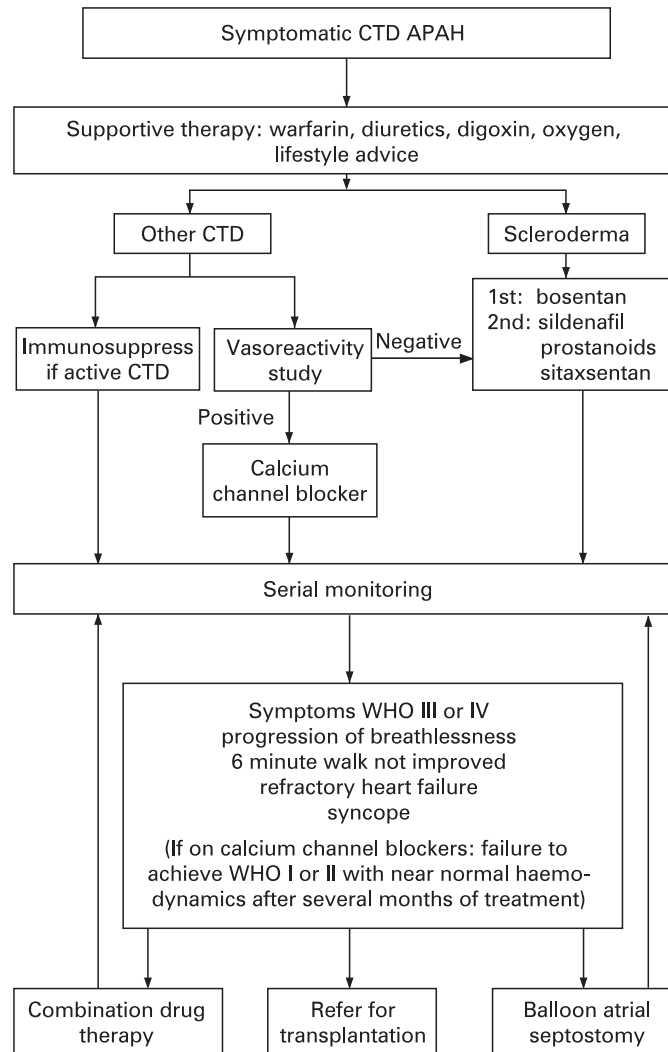 Symptomatic CTD APAH
Supportive therapy: warfarin, diuretics, digoxin, oxygen,
lifestyle advice
Other CTD
Scleroderma
Immunosuppress
if active CTD
Vasoreactivity
study
Negative
1st: bosentan
2nd: sildenafil
prostanoids
sitaxsentan
Positive
Calcium
channel blocker
Serial monitoring
Symptoms WHO III or IV
progression of breathlessness
6 minute walk not improved
refractory heart failure
syncope
(If on calcium channel blockers: failure to
achieve WHO I or II with near normal haemo-
dynamics after several months of treatment)
Combination drug
therapy
Refer for
transplantation
Balloon atrial
septostomy